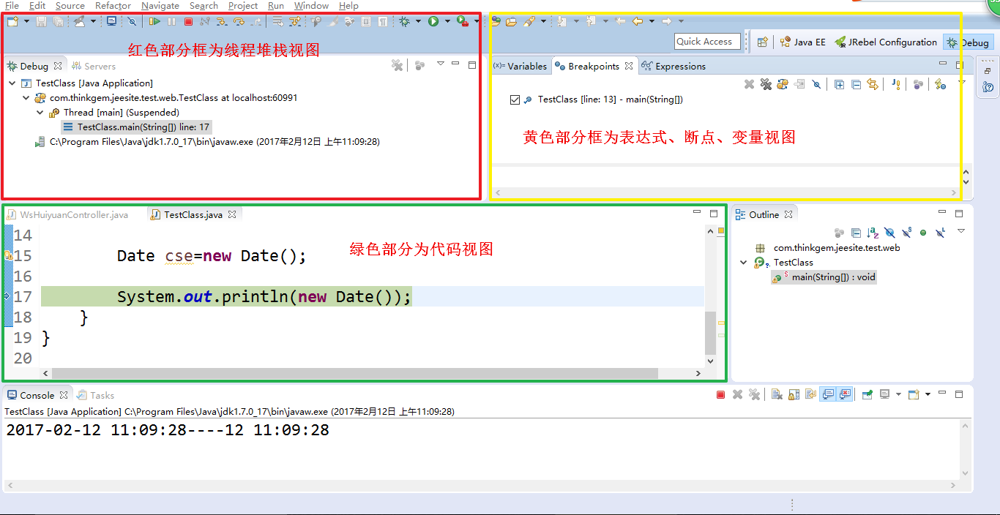 File Edit Source Refactor Navigate Search Project Run Window Help
Quick Access Java EE JRebel Configuration Debug
红色部分框为线程堆栈视图
Debug Servers
TestClass [Java Application]
com.thinkgem.jeesite.test.web.TestClass at localhost:60991
Thread [main] (Suspended)
TestClass.main(String[]) line: 17
C:\Program Files\Java\jdk1.7.0_17\bin\javaw.exe (2017年2月12日 上午11:09:28)
(x)= Variables Breakpoints Expressions
TestClass [line: 13] - main(String[])
黄色部分框为表达式、断点、变量视图
WsHuiyuanController.java TestClass.java
14
15 Date cse=new Date();
绿色部分为代码视图
16
17 System.out.println(new Date());
18 }
19 }
20
Outline
com.thinkgem.jeesite.test.web
TestClass
main(String[]) : void
Console Tasks
TestClass [Java Application] C:\Program Files\Java\jdk1.7.0_17\bin\javaw.exe (2017年2月12日 上午11:09:28)
2017-02-12 11:09:28----12 11:09:28